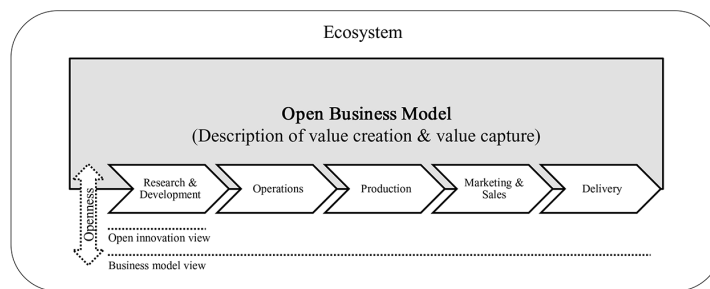 Ecosystem
Open Business Model
(Description of value creation & value capture)
Openness
Research &
Development
Operations
Production
Marketing &
Sales
Delivery
Open innovation view
Business model view